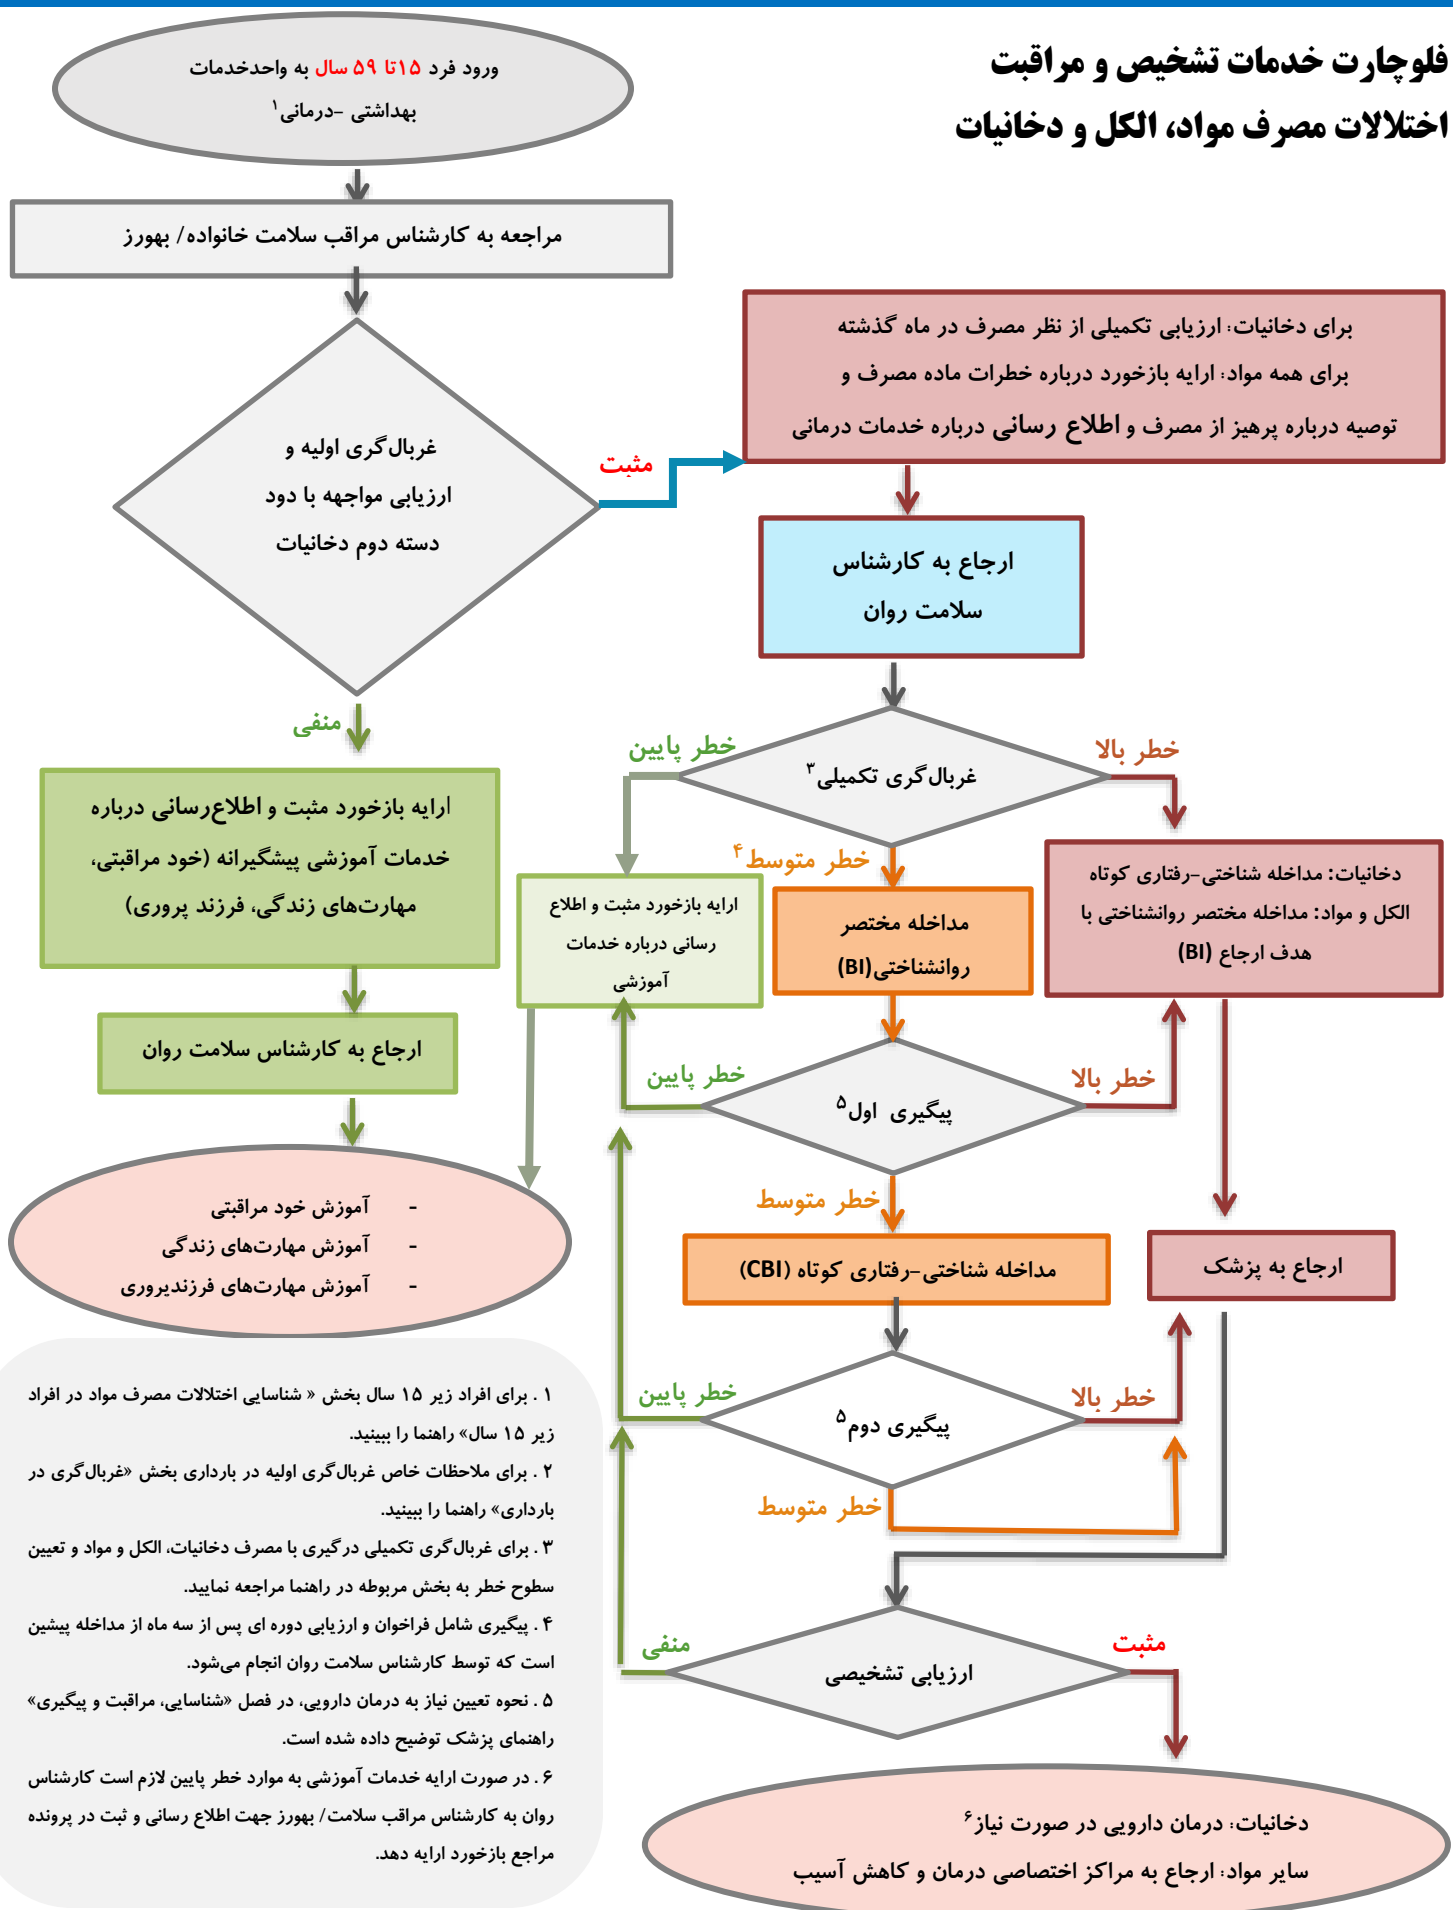 فلوچارت خدمات تشخیص و مراقبت
اختلالات مصرف مواد، الکل و دخانیات
ورود فرد ۱۵تا ۵۹ سال به واحدخدمات
بهداشتی -درمانی۱
مراجعه به کارشناس مراقب سلامت خانواده/ بهورز
غربال‌گری اولیه و
ارزیابی مواجهه با دود
دسته دوم دخانیات
مثبت
برای دخانیات: ارزیابی تکمیلی از نظر مصرف در ماه گذشته
برای همه مواد: ارایه بازخورد درباره خطرات ماده مصرف و
توصیه درباره پرهیز از مصرف و اطلاع رسانی درباره خدمات درمانی
ارجاع به کارشناس
سلامت روان
منفی
ارایه بازخورد مثبت و اطلاع‌رسانی درباره
خدمات آموزشی پیشگیرانه (خود مراقبتی،
مهارت‌های زندگی، فرزند پروری)
ارجاع به کارشناس سلامت روان
- آموزش خود مراقبتی
- آموزش مهارت‌های زندگی
- آموزش مهارت‌های فرزندپروری
غربال‌گری تکمیلی۳
خطر بالا
خطر پایین
خطر متوسط۴
دخانیات: مداخله شناختی-رفتاری کوتاه
الکل و مواد: مداخله مختصر روانشناختی با
هدف ارجاع (BI)
مداخله مختصر
روانشناختی(BI)
ارایه بازخورد مثبت و اطلاع
رسانی درباره خدمات
آموزشی
پیگیری اول۵
خطر بالا
خطر پایین
خطر متوسط
مداخله شناختی-رفتاری کوتاه (CBI)
ارجاع به پزشک
پیگیری دوم۵
خطر بالا
خطر پایین
خطر متوسط
ارزیابی تشخیصی
مثبت
منفی
دخانیات: درمان دارویی در صورت نیاز۶
سایر مواد: ارجاع به مراکز اختصاصی درمان و کاهش آسیب
۱ . برای افراد زیر ۱۵ سال بخش « شناسایی اختلالات مصرف مواد در افراد
زیر ۱۵ سال» راهنما را ببینید.
۲ . برای ملاحظات خاص غربال‌گری اولیه در بارداری بخش «غربال‌گری در
بارداری» راهنما را ببینید.
۳ . برای غربال‌گری تکمیلی درگیری با مصرف دخانیات، الکل و مواد و تعیین
سطوح خطر به بخش مربوطه در راهنما مراجعه نمایید.
۴ . پیگیری شامل فراخوان و ارزیابی دوره ای پس از سه ماه از مداخله پیشین
است که توسط کارشناس سلامت روان انجام می‌شود.
۵ . نحوه تعیین نیاز به درمان دارویی، در فصل «شناسایی، مراقبت و پیگیری»
راهنمای پزشک توضیح داده شده است.
۶ . در صورت ارایه خدمات آموزشی به موارد خطر پایین لازم است کارشناس
روان به کارشناس مراقب سلامت/ بهورز جهت اطلاع رسانی و ثبت در پرونده
مراجع بازخورد ارایه دهد.